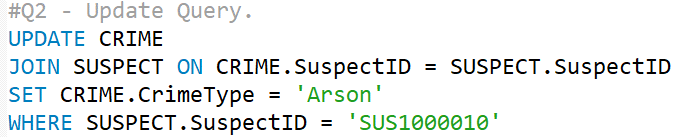 #Q2 - Update Query.
UPDATE CRIME
JOIN SUSPECT ON CRIME.SuspectID = SUSPECT.SuspectID
SET CRIME.CrimeType = 'Arson'
WHERE SUSPECT.SuspectID = 'SUS1000010'